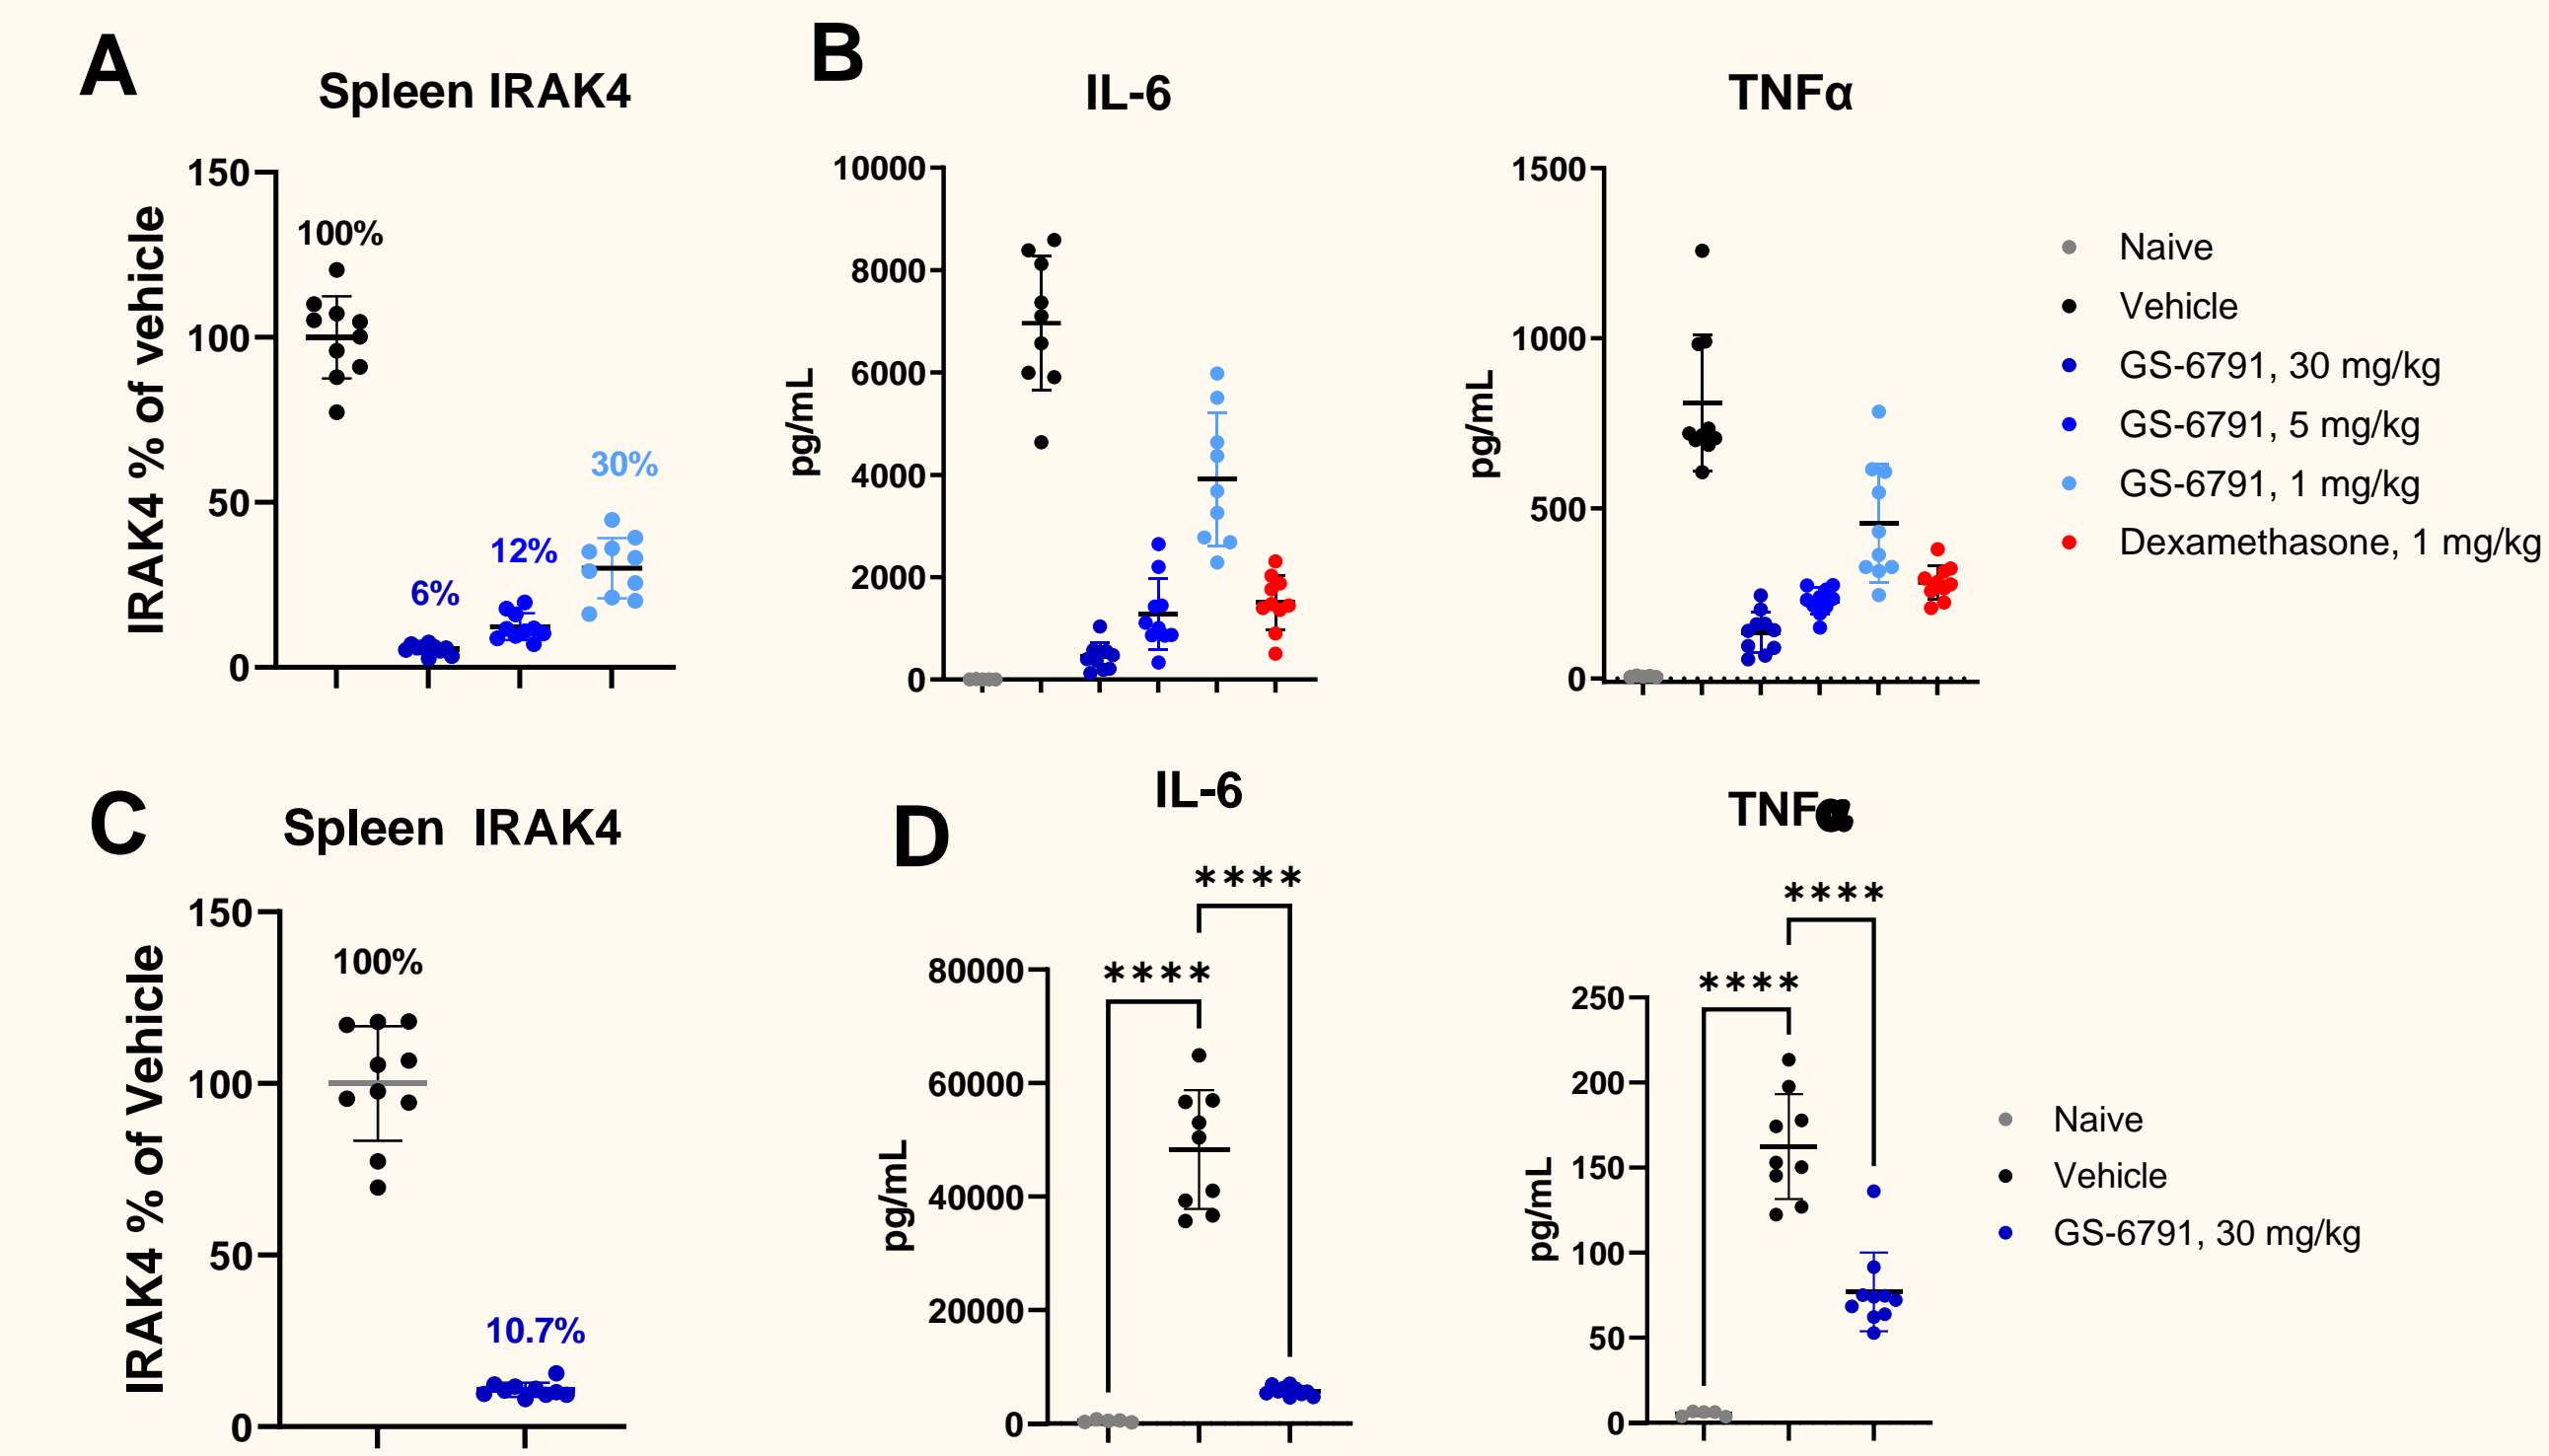 A
Spleen IRAK4
IRAK4 % of vehicle
150
100
50
0
100%
6%
12%
30%
B
IL-6
pg/mL
10000
8000
6000
4000
2000
0
TNFα
pg/mL
1500
1000
500
0
Naive
Vehicle
GS-6791, 30 mg/kg
GS-6791, 5 mg/kg
GS-6791, 1 mg/kg
Dexamethasone, 1 mg/kg
C
Spleen IRAK4
IRAK4 % of Vehicle
150
100
50
0
100%
10.7%
D
IL-6
pg/mL
80000
60000
40000
20000
0
****
****
TNF
pg/mL
250
200
150
100
50
0
****
****
Naive
Vehicle
GS-6791, 30 mg/kg